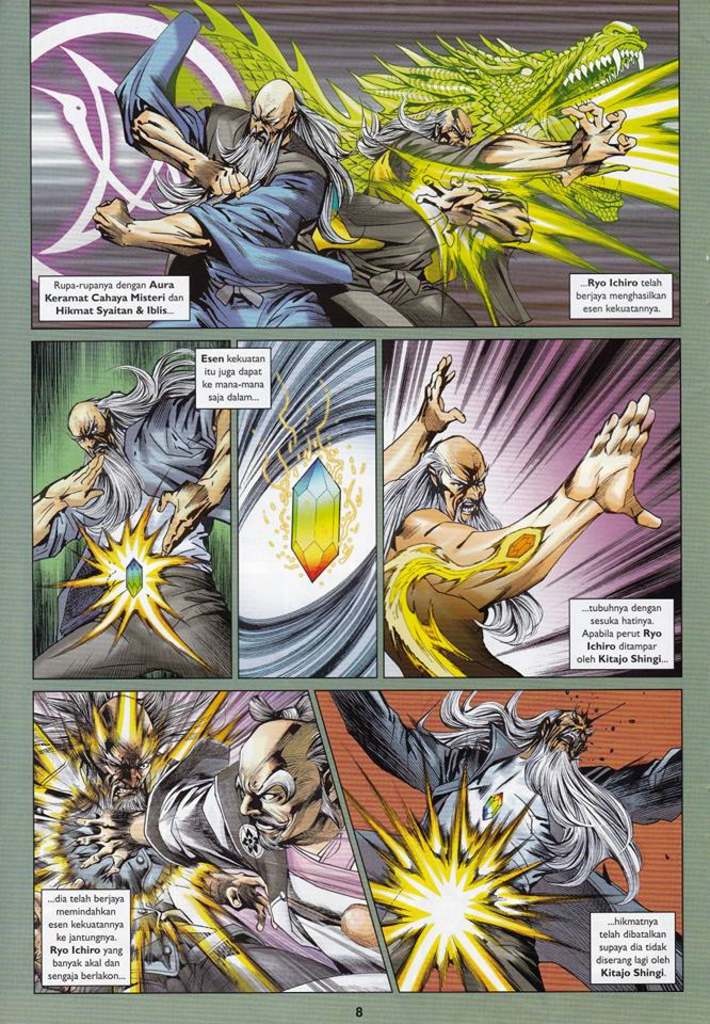 Rupa-rupanya dengan Aura
Keramat Cahaya Misteri dan
Hikmat Syaitan & Iblis...
...Ryo Ichiro telah
berjaya menghasilkan
esen kekuatannya.
Esen kekuatan
itu juga dapat
ke mana-mana
saja dalam...
...tubuhnya dengan
sesuka hatinya.
Apabila perut Ryo
Ichiro ditampar
oleh Kitajo Shingi...
...dia telah berjaya
memindahkan
esen kekuatannya
ke jantungnya.
Ryo Ichiro yang
banyak akal dan
sengaja berlakon...
...hikmatnya
telah dibatalkan
supaya dia tidak
diserang lagi oleh
Kitajo Shingi.
8